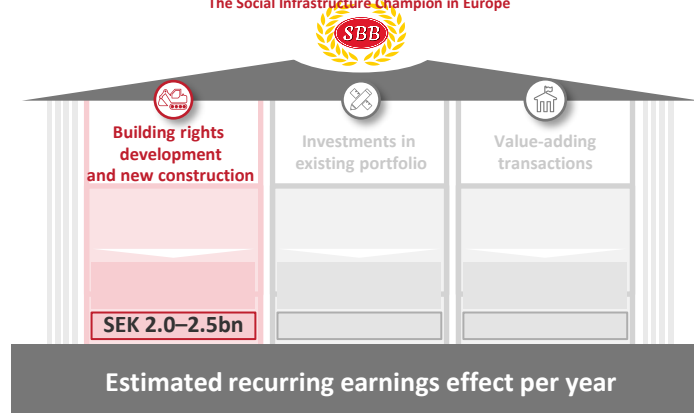 The Social Infrastructure Champion in Europe
SBB
Building rights
development
and new construction
Investments in
existing portfolio
Value-adding
transactions
SEK 2.0–2.5bn
Estimated recurring earnings effect per year